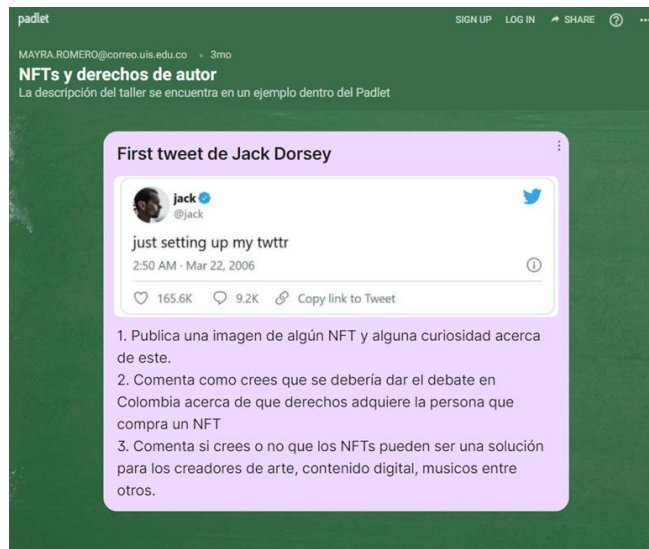 padlet
SIGN UP LOG IN SHARE
MAYRA.ROMERO@correo.uis.edu.co • 3mo
NFTs y derechos de autor
La descripción del taller se encuentra en un ejemplo dentro del Padlet
First tweet de Jack Dorsey
jack
@jack
just setting up my twttr
2:50 AM · Mar 22, 2006
165.6K 9.2K Copy link to Tweet
1. Publica una imagen de algún NFT y alguna curiosidad acerca
de este.
2. Comenta como crees que se debería dar el debate en
Colombia acerca de que derechos adquiere la persona que
compra un NFT
3. Comenta si crees o no que los NFTs pueden ser una solución
para los creadores de arte, contenido digital, musicos entre
otros.